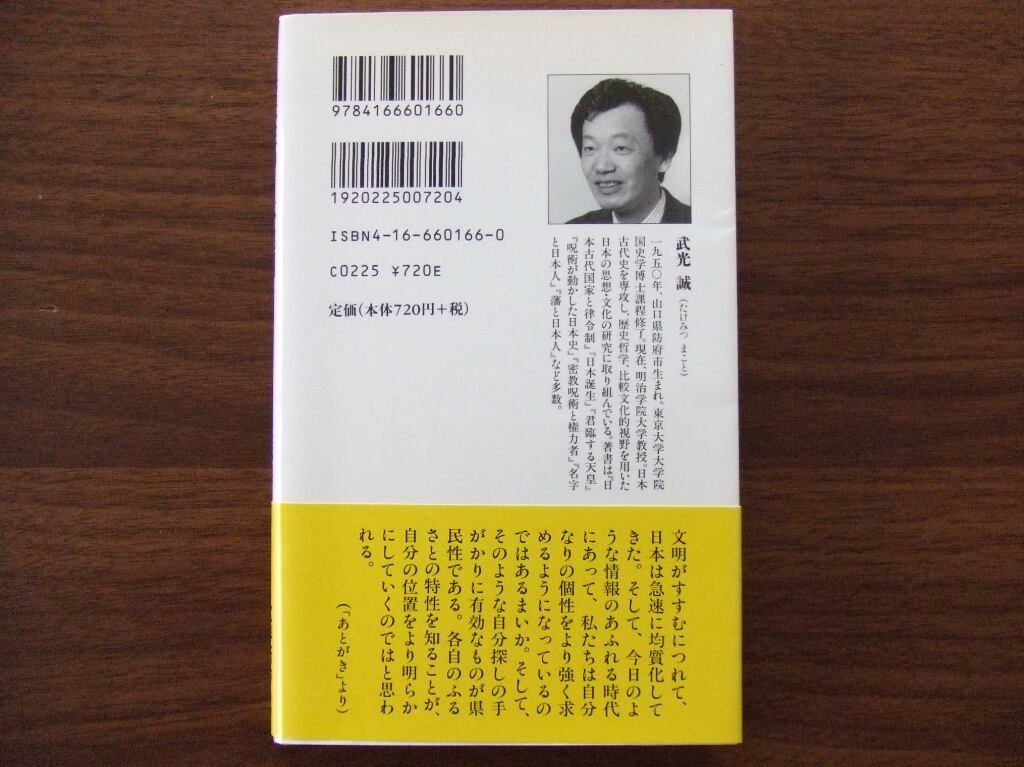 9784166601660
1920225007204
ISBN4-16-660166-0
C0225 ¥720E
定価(本体720円+税)
武光 誠(たけみつ まこと)
一九五〇年、山口県防府市生まれ。東京大学大学院
国史学博士課程修了。現在、明治学院大学教授。日本
古代史を専攻し、歴史哲学、比較文化的視野を用いた
日本の思想・文化の研究に取り組んでいる。著書は『日
本古代国家と律令制』『日本誕生』『君臨する天皇』
『呪術が動かした日本史』『密教呪術と権力者』『名字
と日本人』『藩と日本人』など多数。
文明がすすむにつれて、
日本は急速に均質化して
きた。そして、今日のよ
うな情報のあふれる時代
にあって、私たちは自分
なりの個性をより強く求
めるようになっているの
ではあるまいか。そして、
そのような自分探しの手
がかりに有効なものが県
民性である。各自のふる
さとの特性を知ることが、
自分の位置をより明らか
にしていくのではと思わ
れる。
(「あとがき」より)